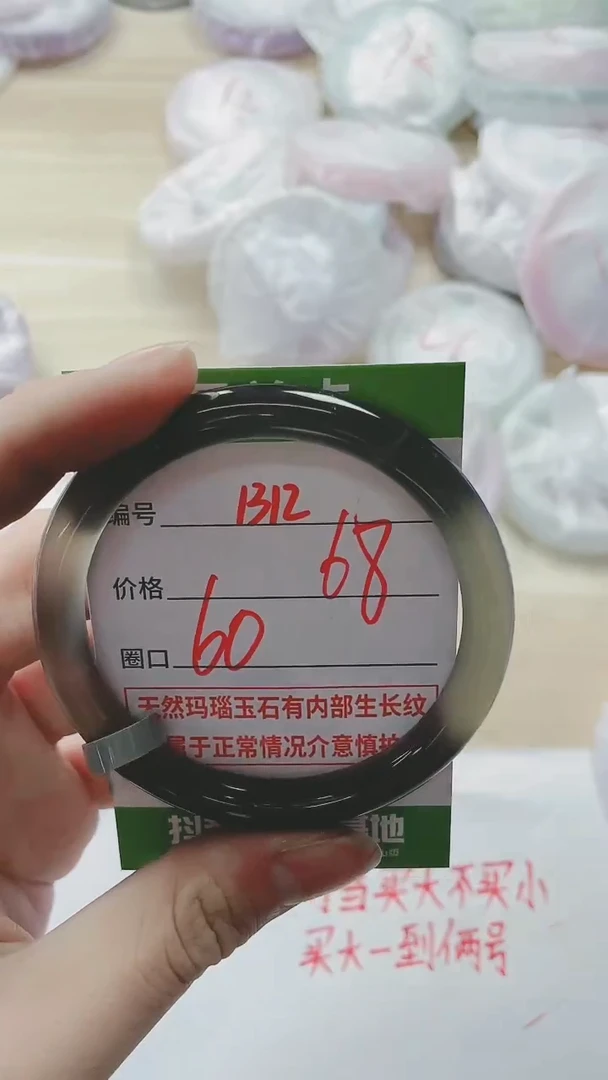 编号 1312
价格 68
圈口 60
天然玛瑙玉石有内部生长纹
属于正常情况介意慎拍
抖
地
当买大不买小
买大一到俩号